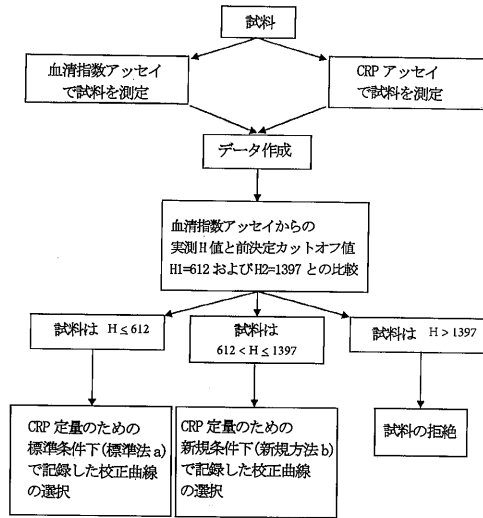 試料
血清指数アッセイ
で試料を測定
CRP アッセイ
で試料を測定
データ作成
血清指数アッセイからの
実測H値と前決定カットオフ値
H1=612 およびH2=1397 との比較
試料は H ≤ 612
試料は
612 < H ≤ 1397
試料は H > 1397
CRP 定量のための
標準条件下(標準法 a)
で記録した校正曲線
の選択
CRP 定量のための
新規条件下(新規方法 b)
で記録した校正曲線
の選択
試料の拒絶